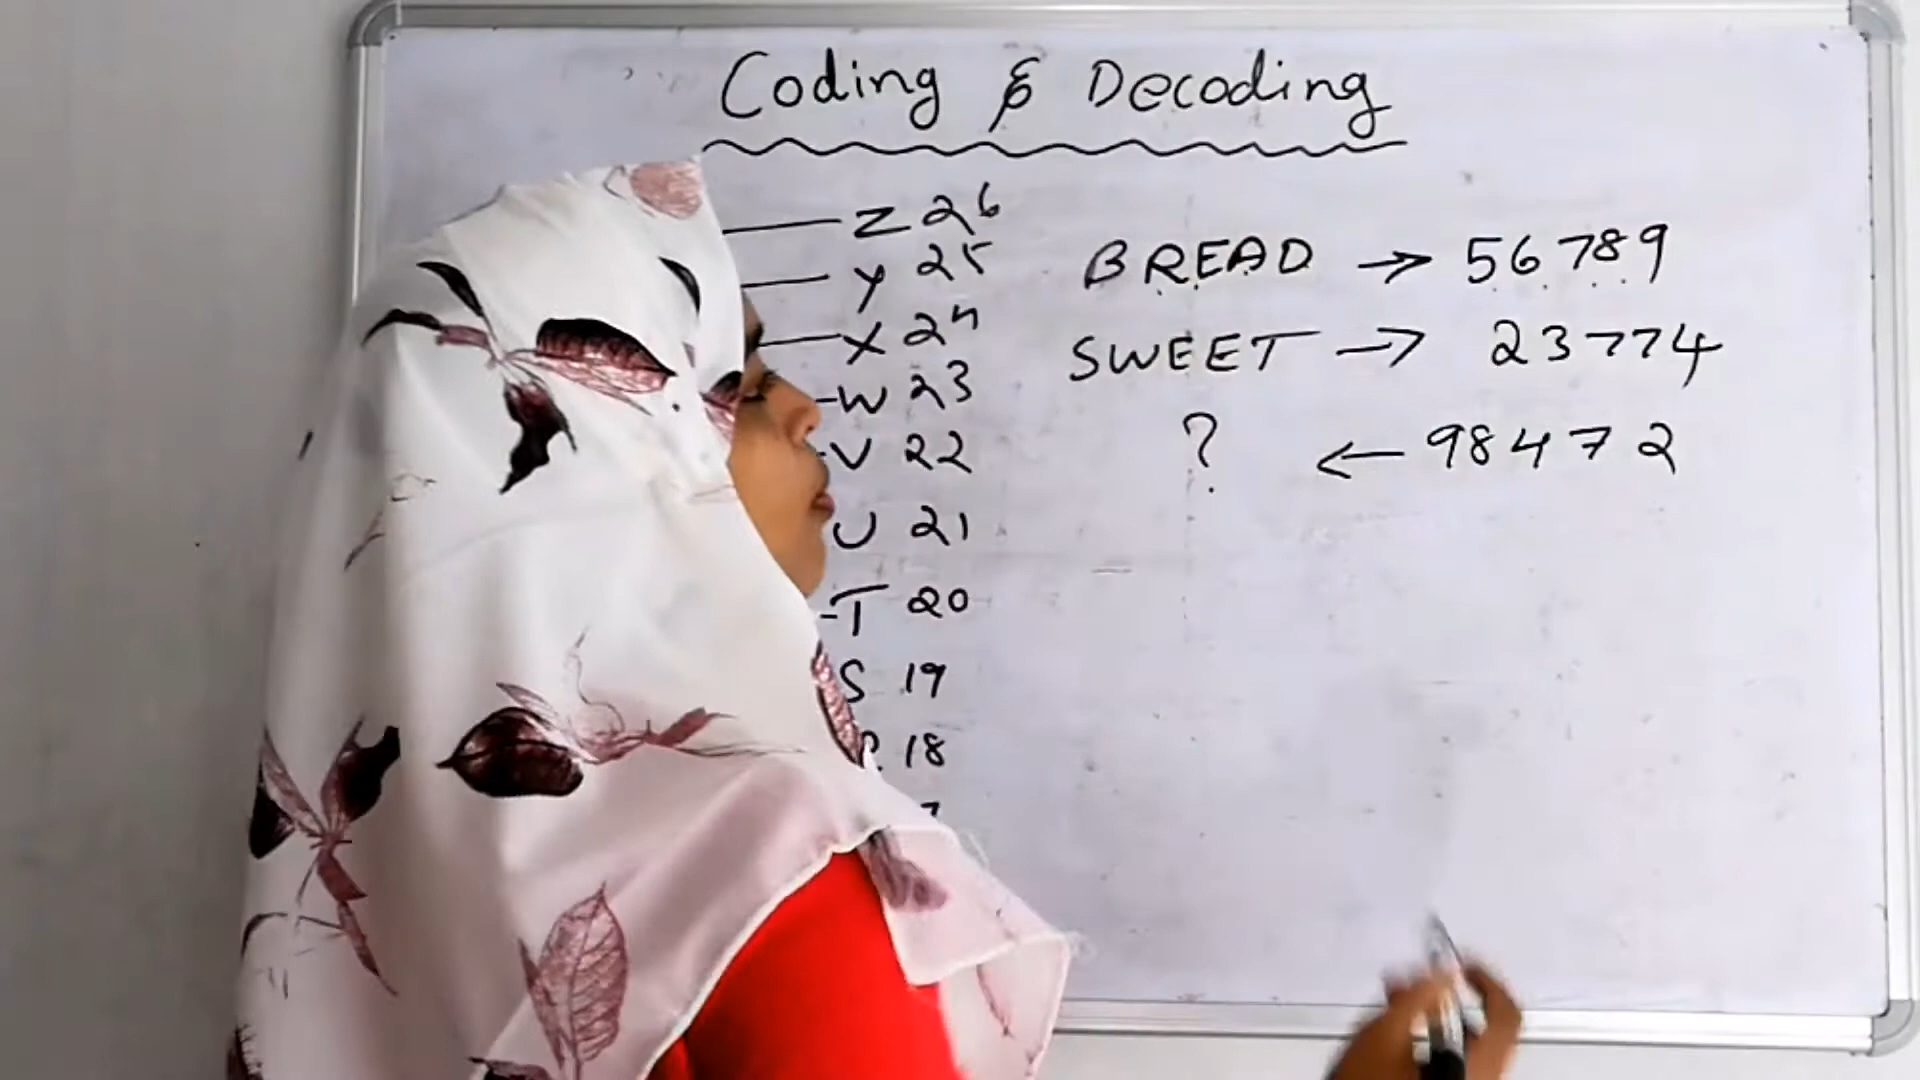 Coding & Decoding
Z 26
Y 25
X 24
W 23
V 22
U 21
T 20
S 19
18
BREAD → 56789
SWEET → 23774
? ← 98472